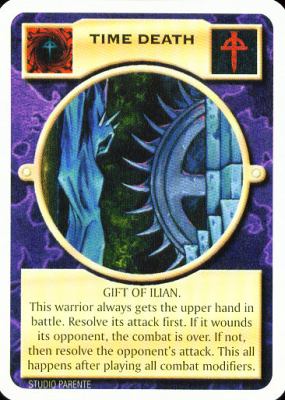 TIME DEATH
GIFT OF ILIAN.
This warrior always gets the upper hand in
battle. Resolve its attack first. If it wounds
its opponent, the combat is over. If not,
then resolve the opponent's attack. This all
happens after playing all combat modifiers.
STUDIO PARENTE